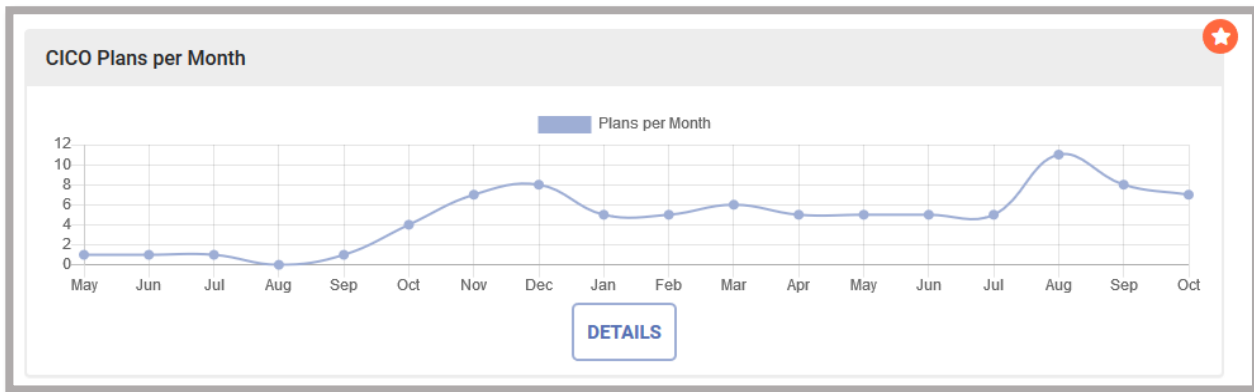 CICO Plans per Month
Plans per Month
12
10
8
6
4
2
0
May Jun Jul Aug Sep Oct Nov Dec Jan Feb Mar Apr May Jun Jul Aug Sep Oct
DETAILS